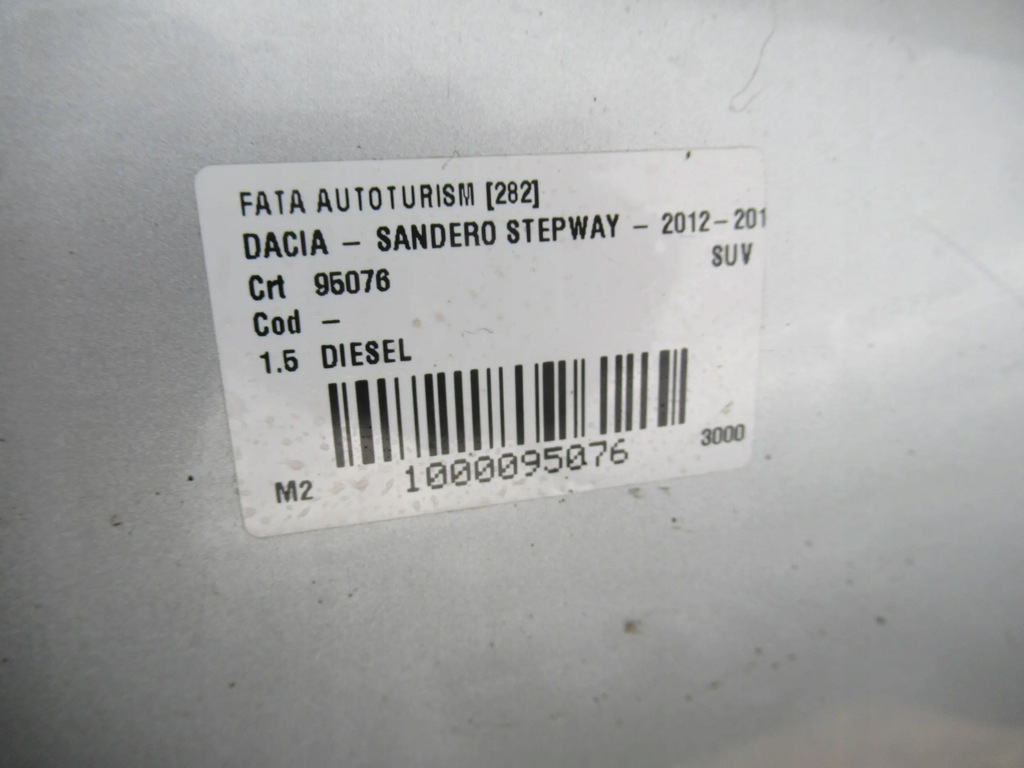 FATA AUTOTURISM [282]
DACIA - SANDERO STEPWAY - 2012-201
SUV
Crt 95076
Cod -
1.5 DIESEL
1000095076
M2
3000